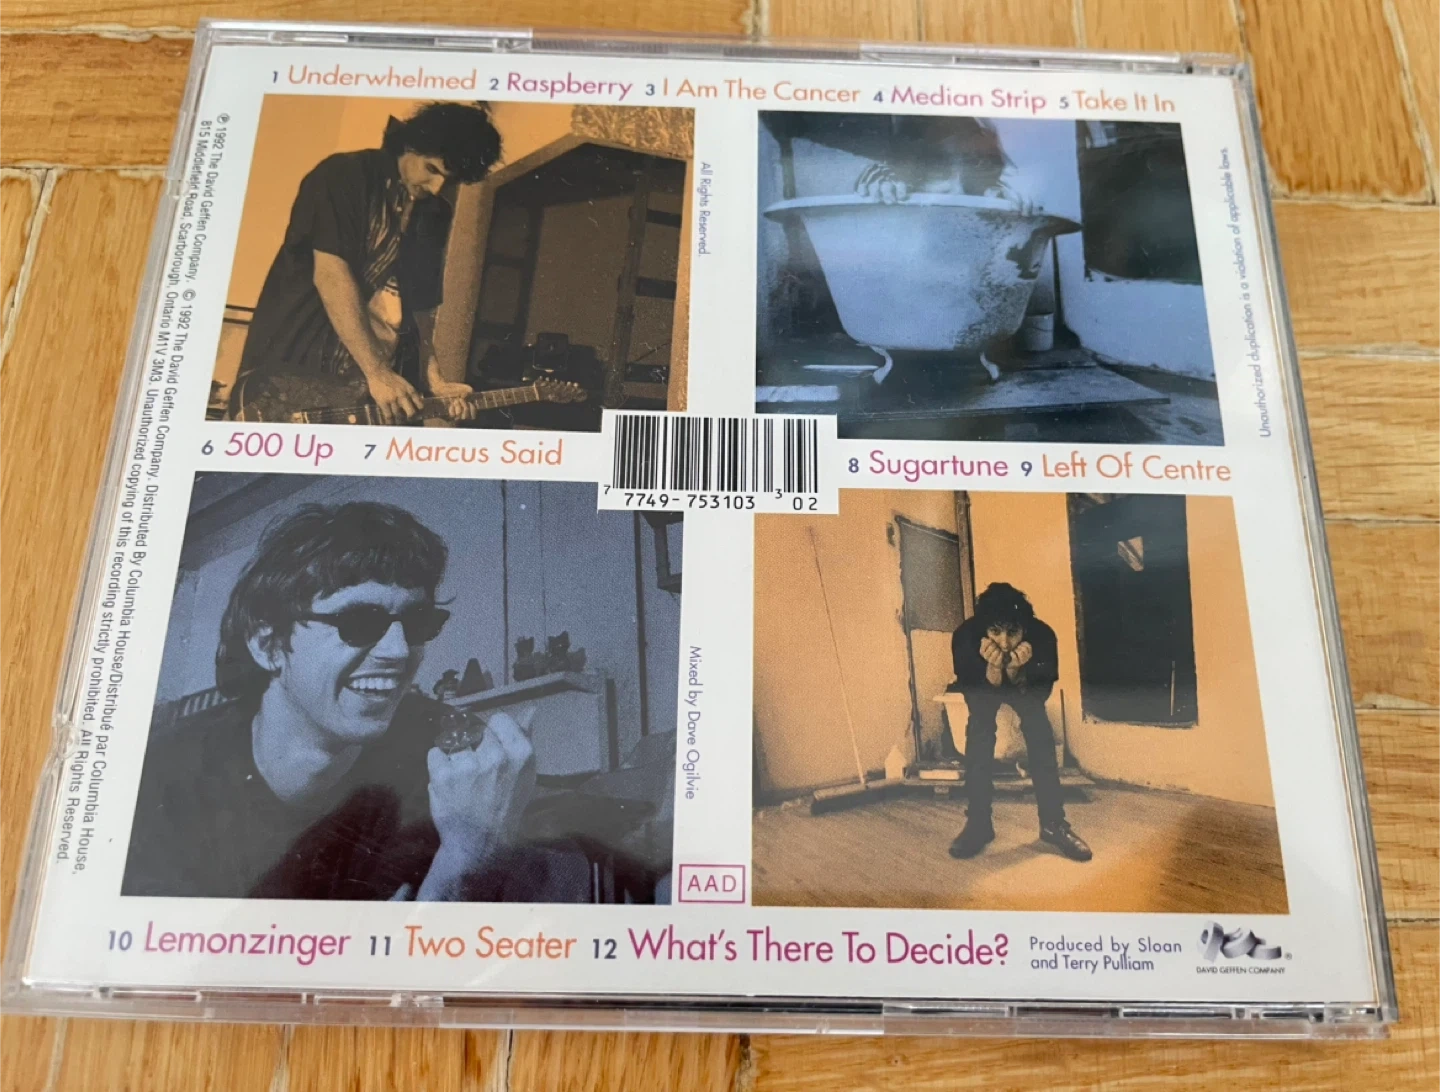 1 Underwhelmed 2 Raspberry 3 I Am The Cancer 4 Median Strip 5 Take It In
℗ 1992 The David Geffen Company. © 1992 The David Geffen Company. Distributed By Columbia House/Distribué par Columbia House,
815 Middlefield Road, Scarborough, Ontario M1V 3M3. Unauthorized copying of this recording strictly prohibited. All Rights Reserved.
All Rights Reserved.
Unauthorized duplication is a violation of applicable laws.
6 500 Up 7 Marcus Said
7 7749-753103 302
8 Sugartune 9 Left Of Centre
Mixed by Dave Ogilvie
AAD
10 Lemonzinger 11 Two Seater 12 What's There To Decide?
Produced by Sloan
and Terry Pulliam
DAVID GEFFEN COMPANY
®